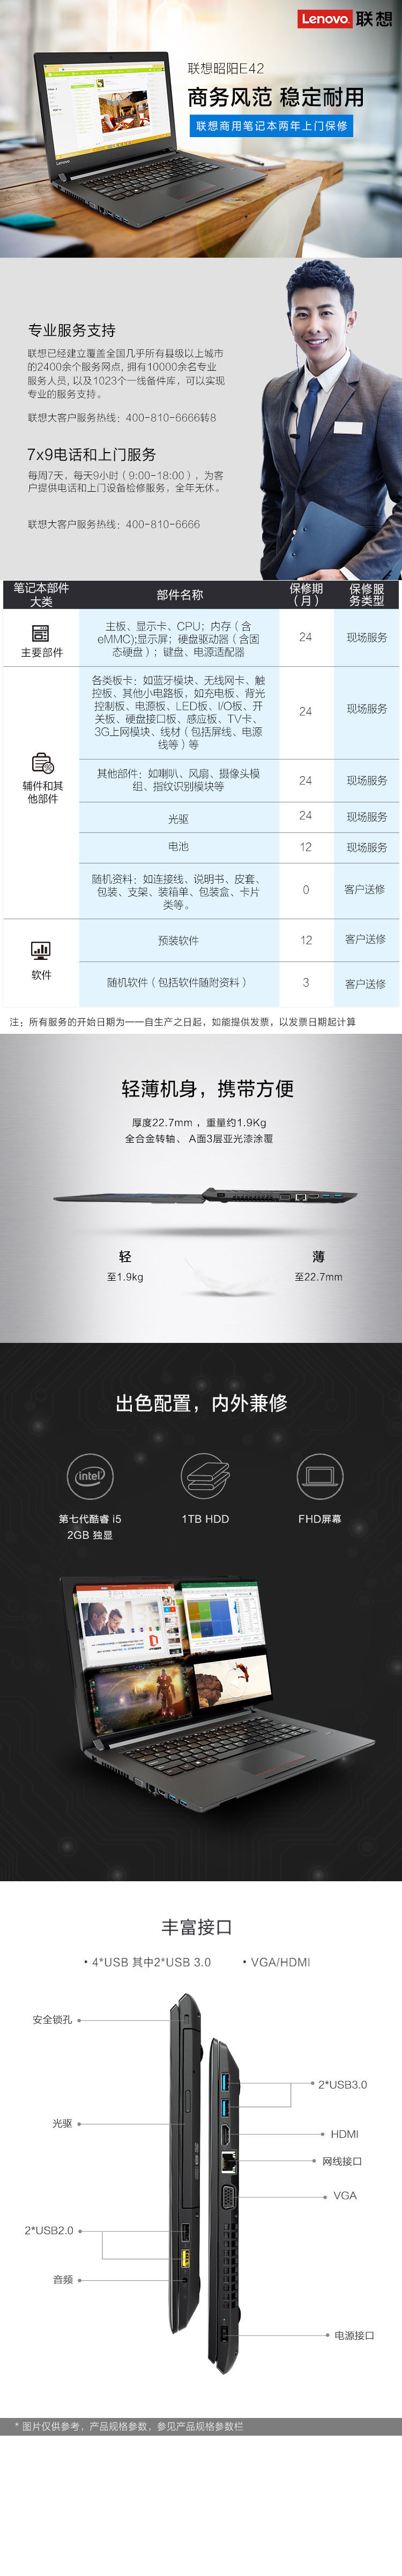 Lenovo 联想
联想昭阳E42
商务风范 稳定耐用
联想商用笔记本两年上门保修
专业服务支持
联想已经建立覆盖全国几乎所有县级以上城市
的2400余个服务网点, 拥有10000余名专业
服务人员, 以及1023个一线备件库, 可以实现
专业的服务支持。
联想大客户服务热线：400-810-6666转8
7x9电话和上门服务
每周7天，每天9小时（9:00-18:00），为客
户提供电话和上门设备检修服务，全年无休。
联想大客户服务热线：400-810-6666
笔记本部件
大类
部件名称
保修期
（月）
保修服
务类型
主要部件
主板、显示卡、CPU；内存（含
eMMC);显示屏；硬盘驱动器（含固
态硬盘）；键盘、电源适配器
24
现场服务
辅件和其
他部件
各类板卡：如蓝牙模块、无线网卡、触
控板、其他小电路板，如充电板、背光
控制板、电源板、LED板、I/O板、开
关板、硬盘接口板、感应板、TV卡、
3G上网模块、线材（包括屏线、电源
线等）等
24
现场服务
其他部件：如喇叭、风扇、摄像头模
组、指纹识别模块等
24
现场服务
光驱
24
现场服务
电池
12
现场服务
随机资料：如连接线、说明书、皮套、
包装、支架、装箱单、包装盒、卡片
类等。
0
客户送修
软件
预装软件
12
客户送修
随机软件（包括软件随附资料）
3
客户送修
注：所有服务的开始日期为——自生产之日起，如能提供发票，以发票日期起计算
轻薄机身，携带方便
厚度22.7mm ，重量约1.9Kg
全合金转轴、 A面3层亚光漆涂覆
轻
至1.9kg
薄
至22.7mm
出色配置，内外兼修
intel
第七代酷睿 i5
2GB 独显
1TB HDD
FHD屏幕
丰富接口
• 4*USB 其中2*USB 3.0
• VGA/HDMI
安全锁孔
2*USB3.0
光驱
HDMI
网线接口
VGA
2*USB2.0
音频
电源接口
* 图片仅供参考，产品规格参数，参见产品规格参数栏